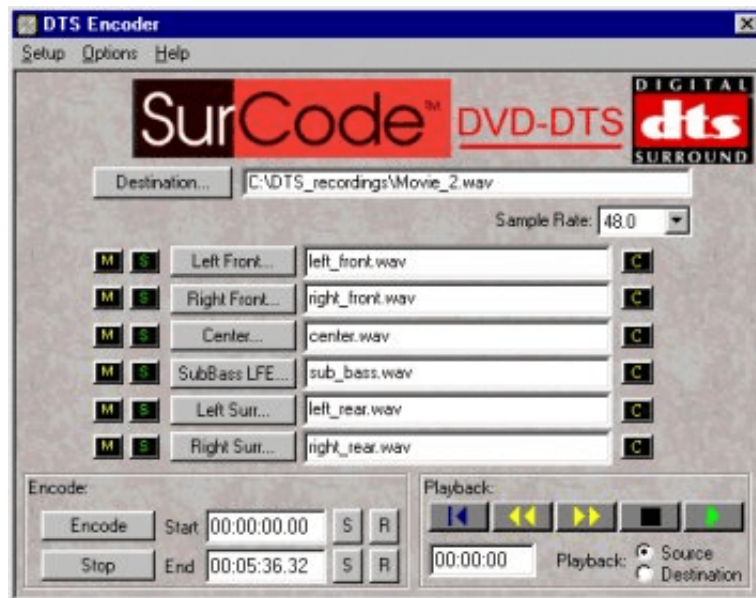 DTS Encoder
Setup Options Help
SurCode™ DVD-DTS
DIGITAL
dts
SURROUND
Destination... C:\DTS_recordings\Movie_2.wav
Sample Rate: 48.0
M S Left Front... left_front.wav C
M S Right Front... right_front.wav C
M S Center... center.wav C
M S SubBass LFE... sub_bass.wav C
M S Left Surr... left_rear.wav C
M S Right Surr... right_rear.wav C
Encode:
Encode Start 00:00:00.00 S R
Stop End 00:05:36.32 S R
Playback:
00:00:00 Playback: Source
Destination